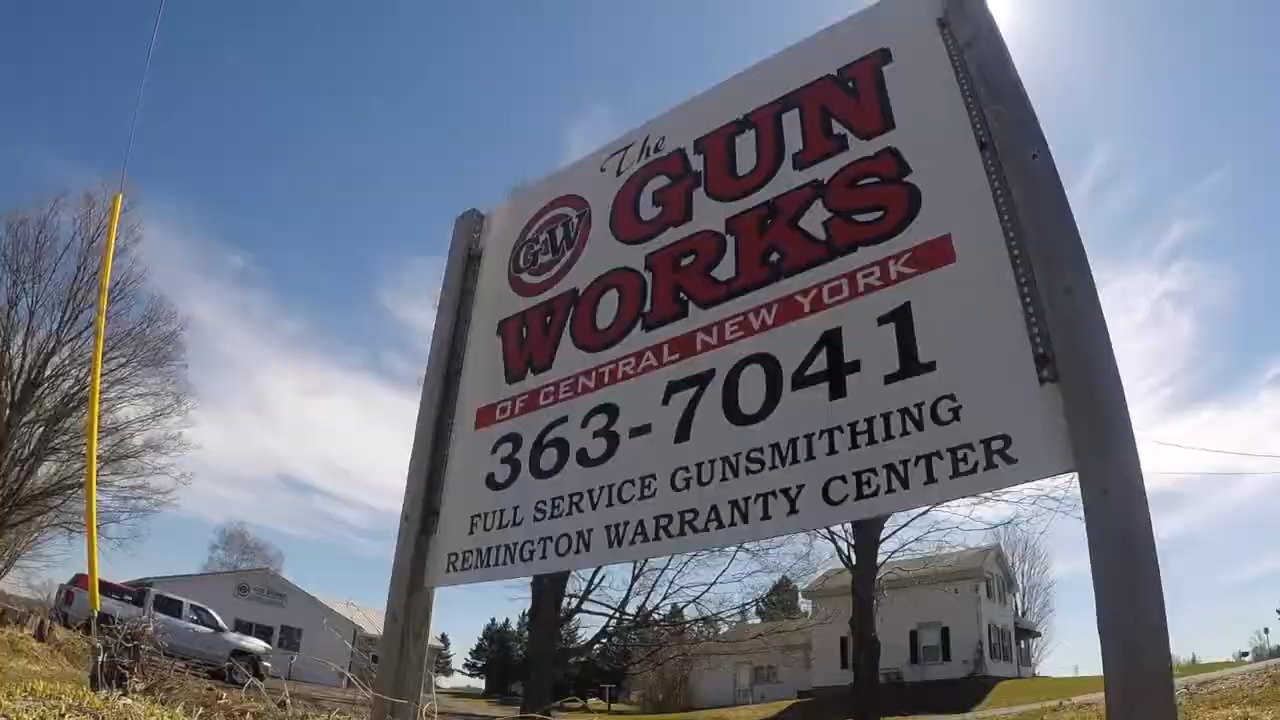 The
GUN
G&W
WORKS
OF CENTRAL NEW YORK
363-7041
FULL SERVICE GUNSMITHING
REMINGTON WARRANTY CENTER